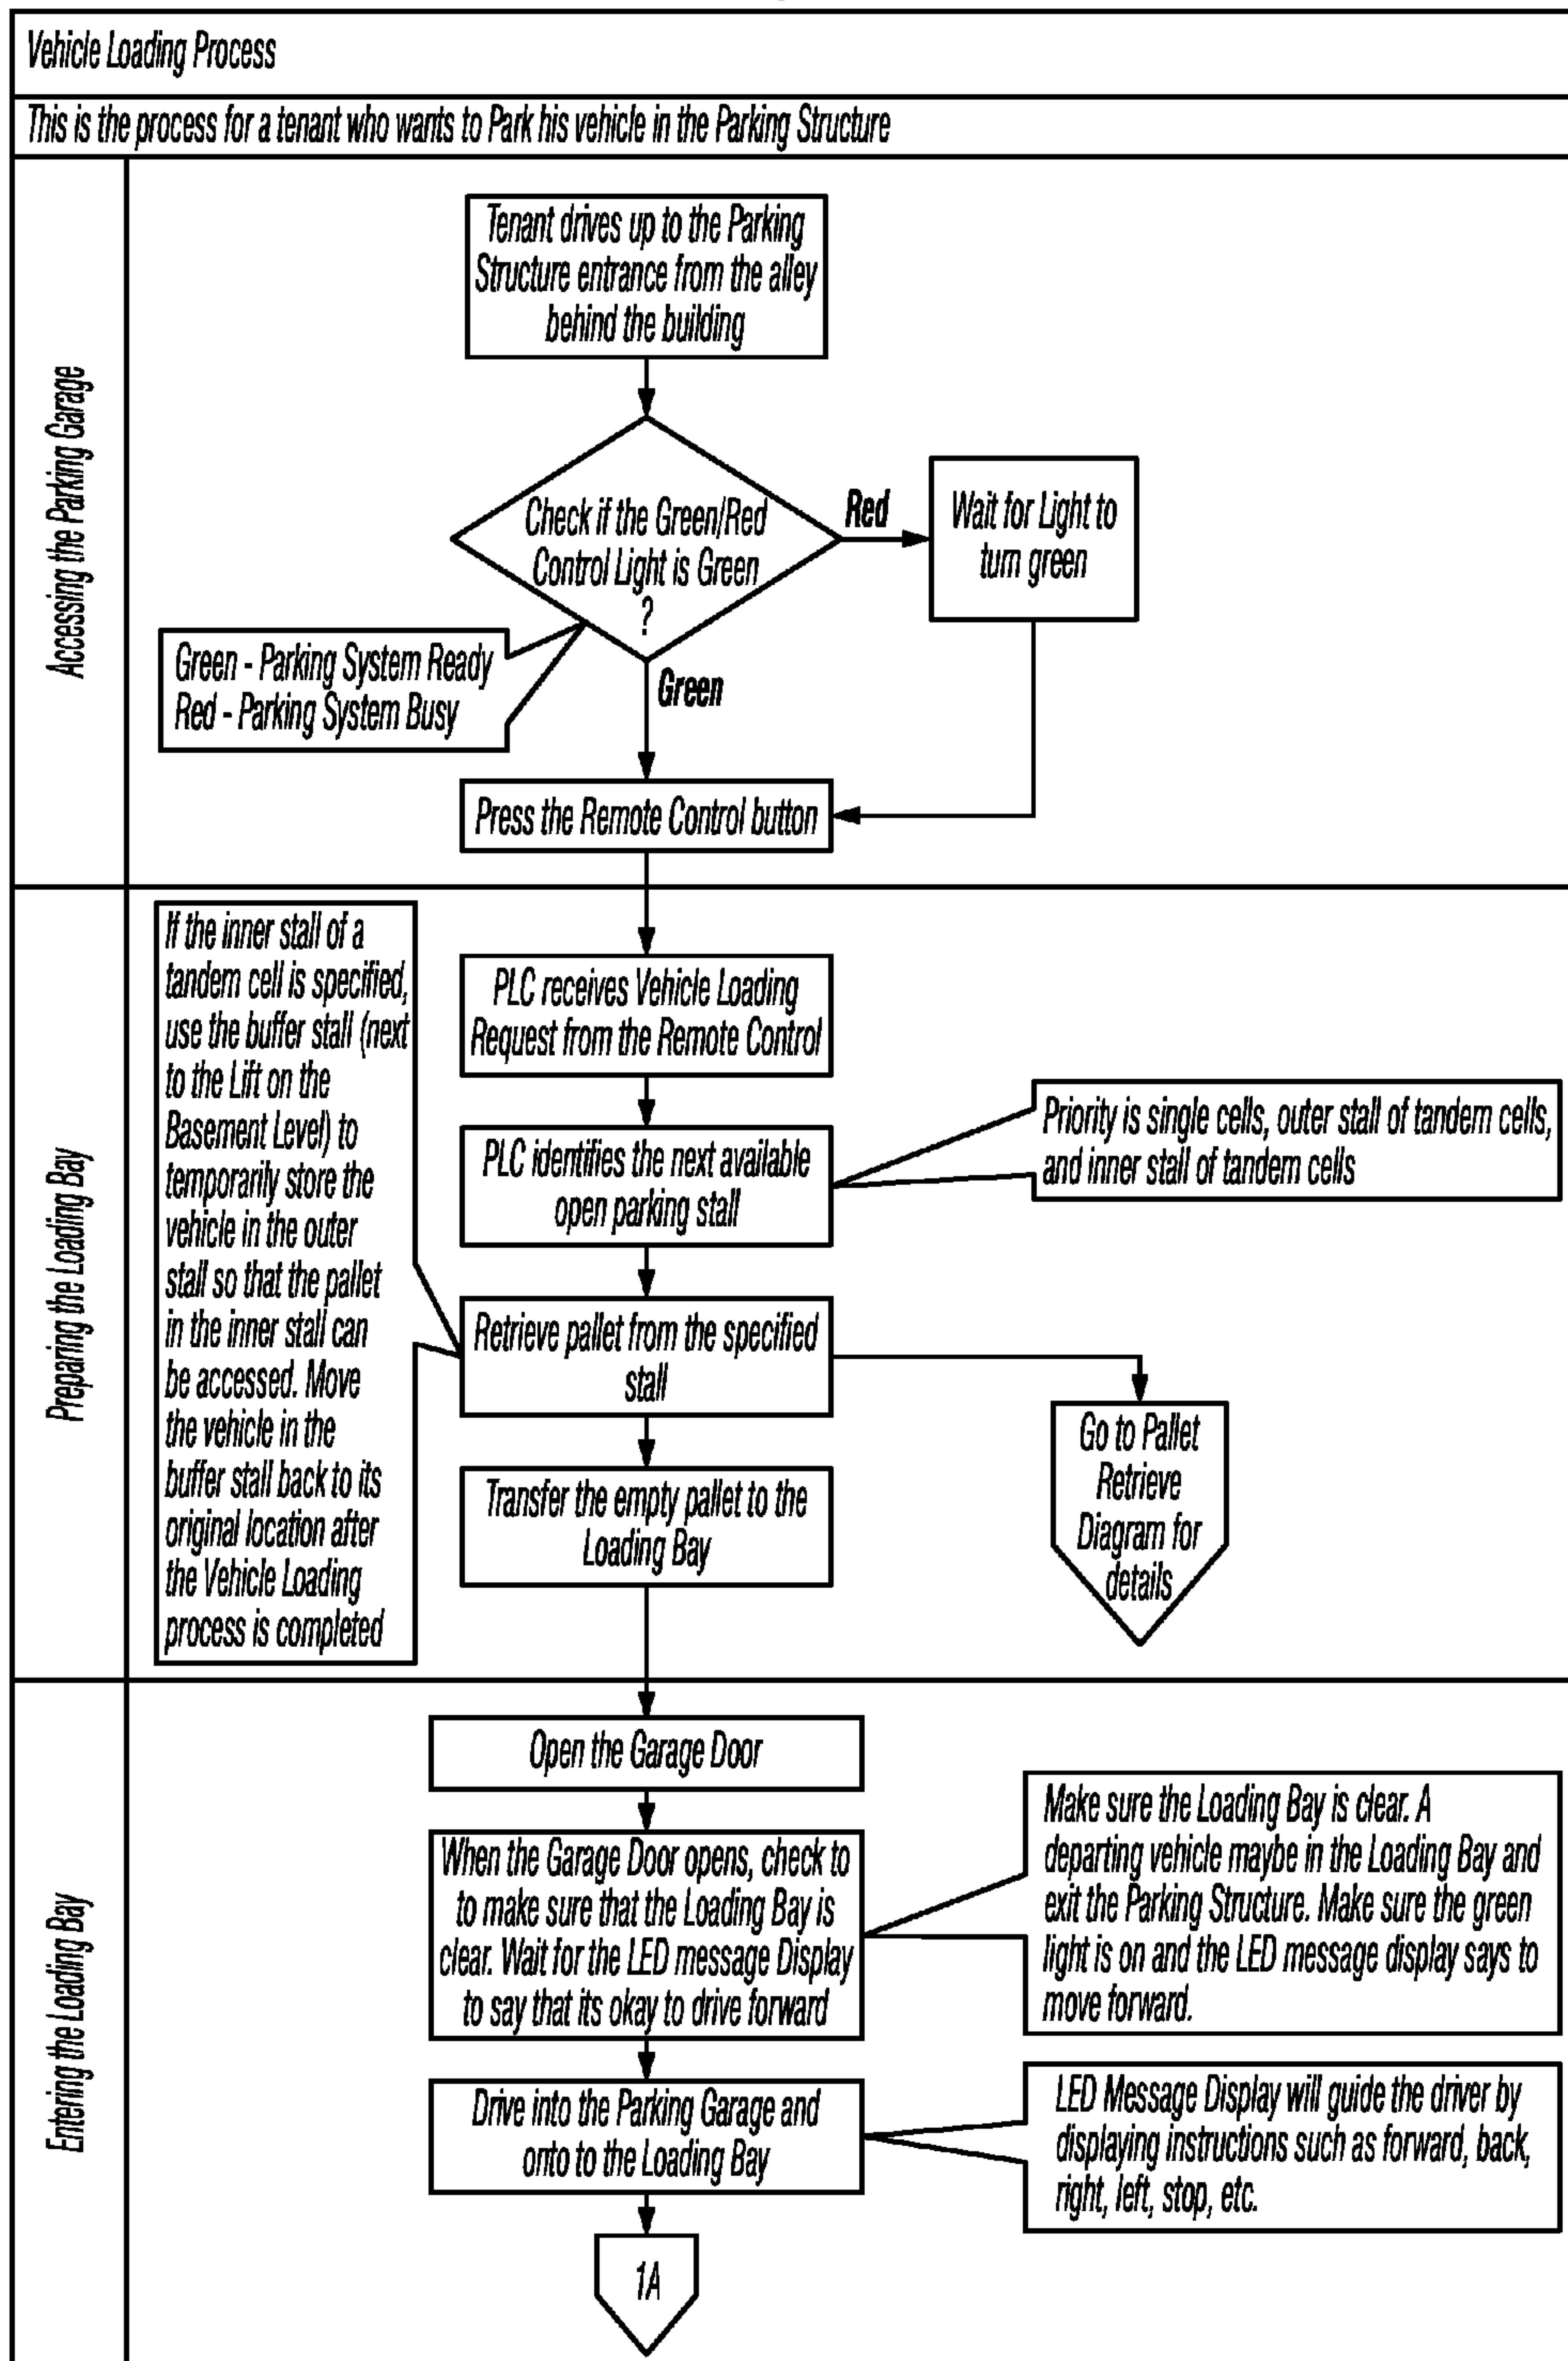 Vehicle Loading Process
This is the process for a tenant who wants to Park his vehicle in the Parking Structure
Accessing the Parking Garage
Tenant drives up to the Parking
Structure entrance from the alley
behind the building
Check if the Green/Red
Control Light is Green
?
Red
Wait for Light to
turn green
Green - Parking System Ready
Red - Parking System Busy
Green
Press the Remote Control button
Preparing the Loading Bay
If the inner stall of a
tandem cell is specified,
use the buffer stall (next
to the Lift on the
Basement Level) to
temporarily store the
vehicle in the outer
stall so that the pallet
in the inner stall can
be accessed. Move
the vehicle in the
buffer stall back to its
original location after
the Vehicle Loading
process is completed
PLC receives Vehicle Loading
Request from the Remote Control
PLC identifies the next available
open parking stall
Priority is single cells, outer stall of tandem cells,
and inner stall of tandem cells
Retrieve pallet from the specified
stall
Go to Pallet
Retrieve
Diagram for
details
Transfer the empty pallet to the
Loading Bay
Entering the Loading Bay
Open the Garage Door
When the Garage Door opens, check to
to make sure that the Loading Bay is
clear. Wait for the LED message Display
to say that its okay to drive forward
Make sure the Loading Bay is clear. A
departing vehicle maybe in the Loading Bay and
exit the Parking Structure. Make sure the green
light is on and the LED message display says to
move forward.
Drive into the Parking Garage and
onto to the Loading Bay
LED Message Display will guide the driver by
displaying instructions such as forward, back,
right, left, stop, etc.
1A